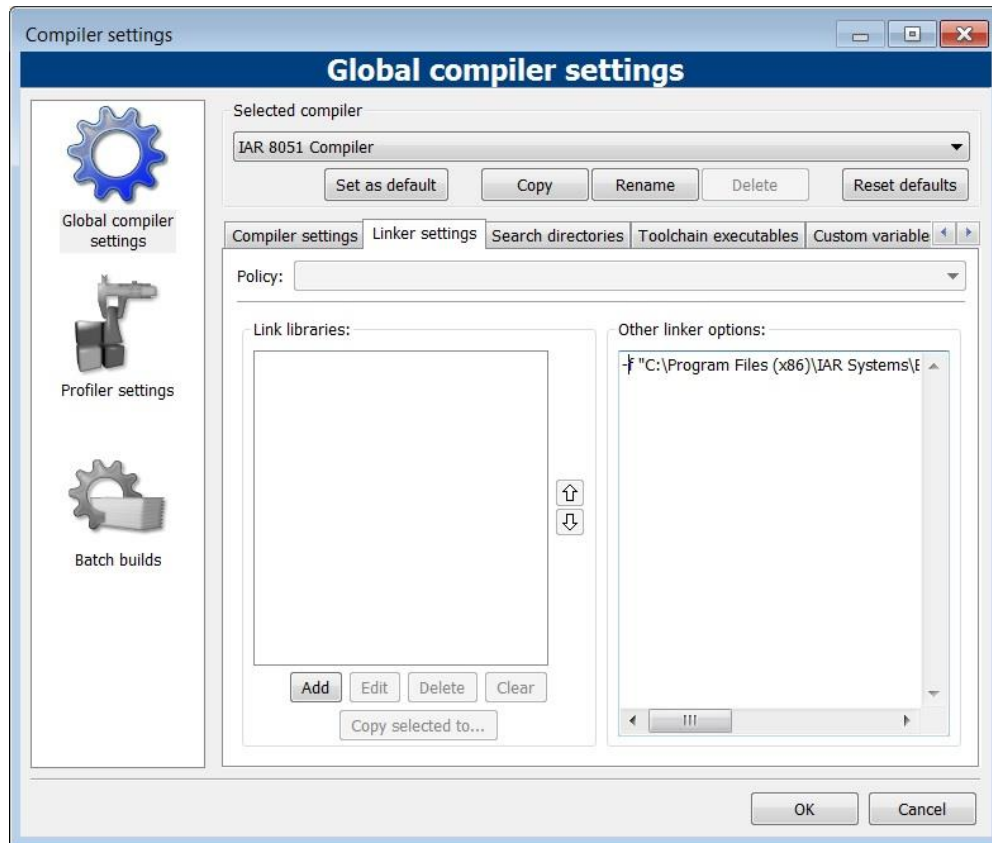 Compiler settings
Global compiler settings
Global compiler
settings
Profiler settings
Batch builds
Selected compiler
IAR 8051 Compiler
Set as default Copy Rename Delete Reset defaults
Compiler settings Linker settings Search directories Toolchain executables Custom variable
Policy:
Link libraries:
Add Edit Delete Clear
Copy selected to...
Other linker options:
-f "C:\Program Files (x86)\IAR Systems\E
OK Cancel